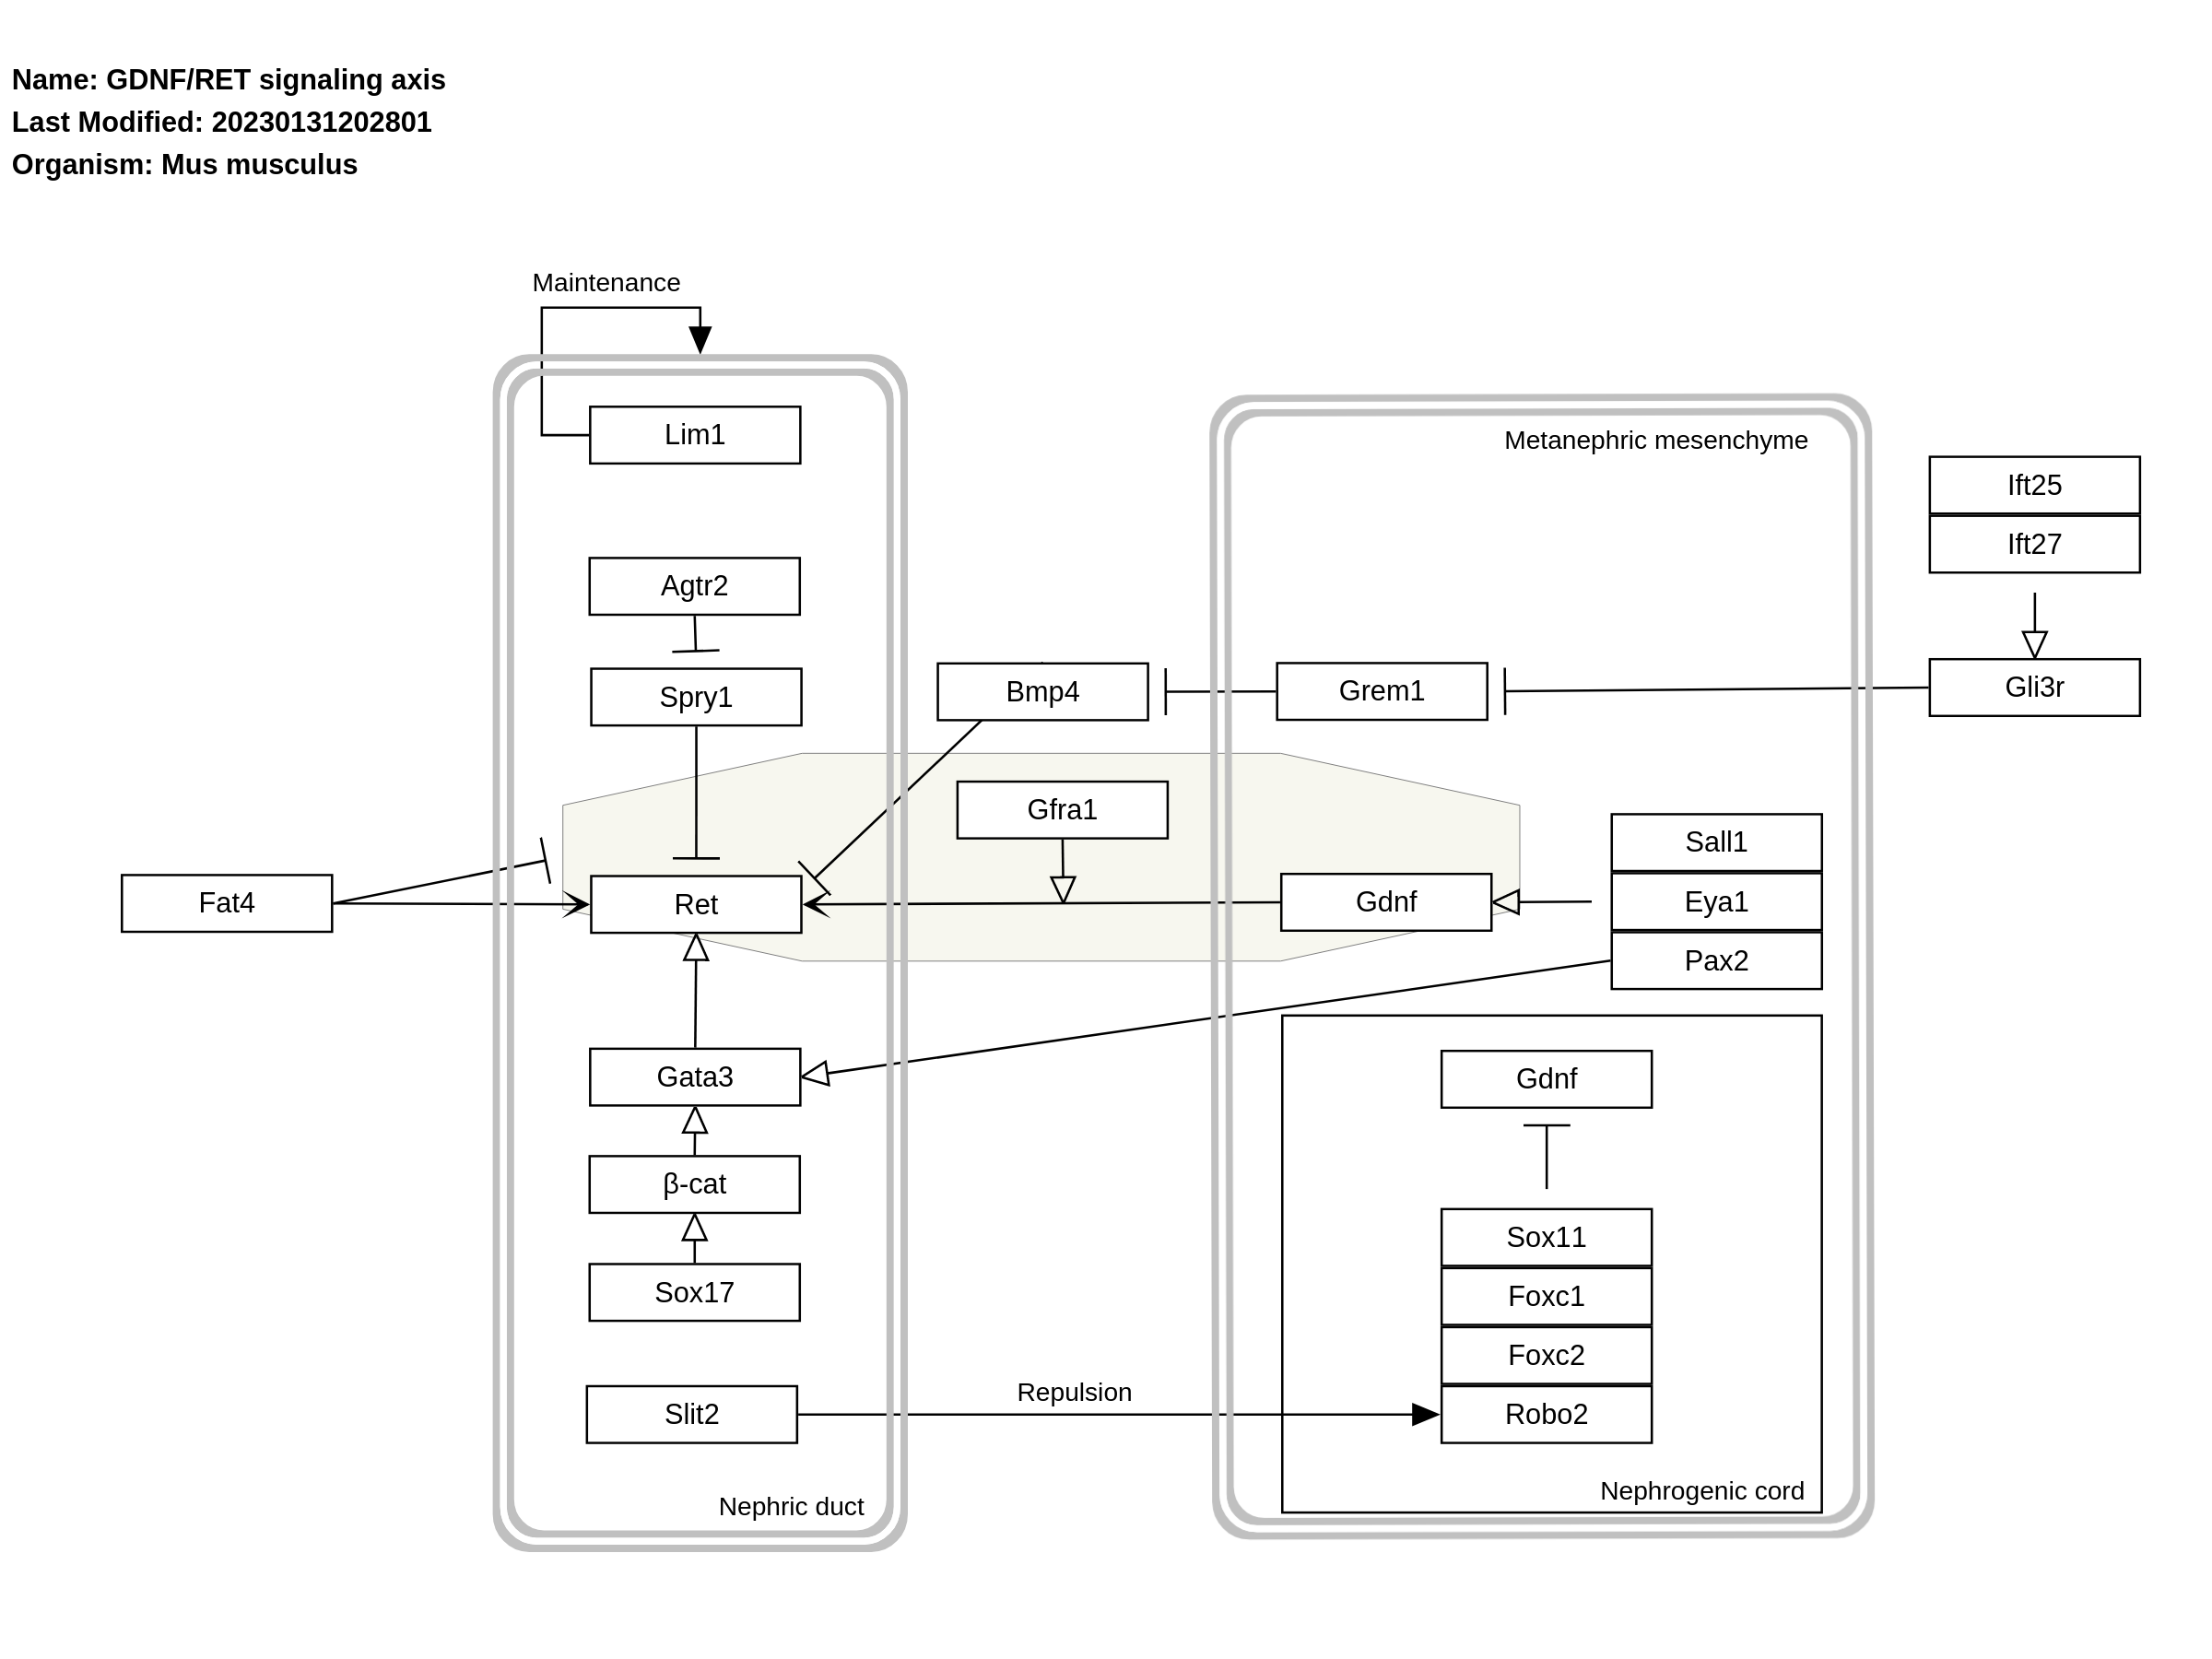 Name: GDNF/RET signaling axis
Last Modified: 20230131202801
Organism: Mus musculus
Maintenance
Lim1
Agtr2
Spry1
Fat4
Ret
Gata3
β-cat
Sox17
Slit2
Nephric duct
Bmp4
Gfra1
Repulsion
Metanephric mesenchyme
Grem1
Gdnf
Sall1
Eya1
Pax2
Gdnf
Sox11
Foxc1
Foxc2
Robo2
Nephrogenic cord
Ift25
Ift27
Gli3r